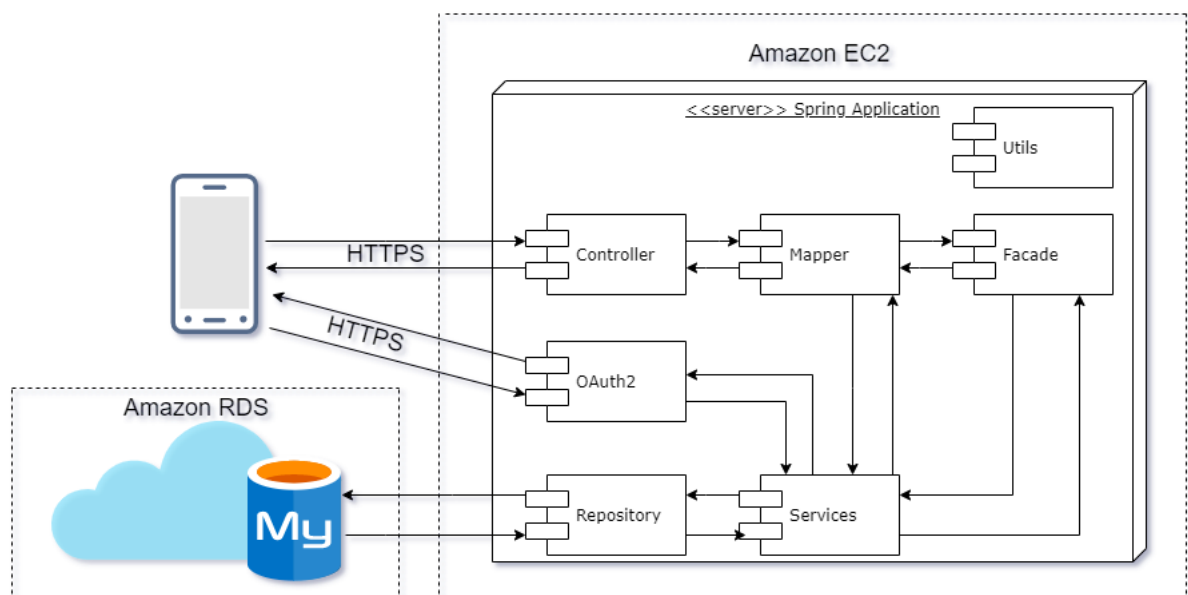 Amazon EC2
<<server>> Spring Application
Utils
HTTPS
Controller
Mapper
Facade
HTTPS
OAuth2
Amazon RDS
My
Repository
Services